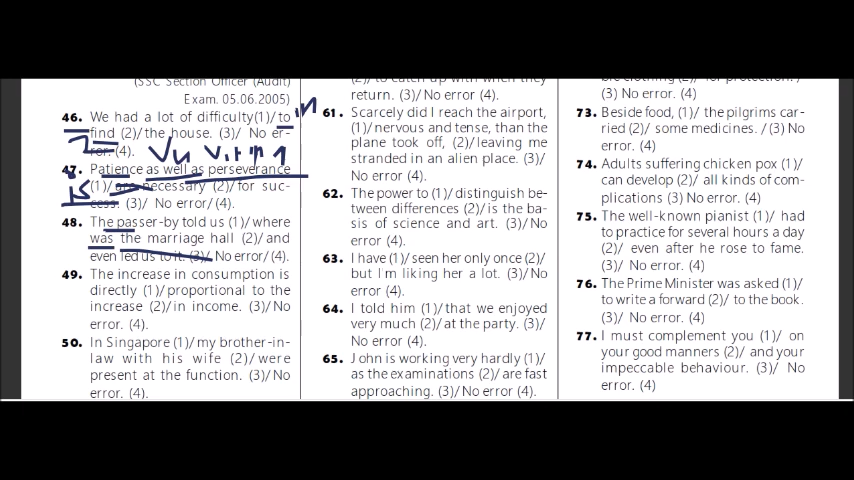 (SSC Section Officer (Audit)
Exam. 05.06.2005)
46. We had a lot of difficulty(1)/ to
in
find (2)/ the house. (3)/ No er-
ror. (4).
47. Patience as well as perseverance
is
(1)/ are necessary (2)/ for suc-
cess. (3)/ No error/ (4).
48. The passer-by told us (1)/ where
was the marriage hall (2)/ and
even led us to it. (3)/ No error/ (4).
49. The increase in consumption is
directly (1)/ proportional to the
increase (2)/ in income. (3)/ No
error. (4).
50. In Singapore (1)/ my brother-in-
law with his wife (2)/ were
present at the function. (3)/ No
error. (4).
(2)/ to catch up with when they
return. (3)/ No error (4).
61. Scarcely did I reach the airport,
(1)/ nervous and tense, than the
plane took off, (2)/ leaving me
stranded in an alien place. (3)/
No error. (4)
62. The power to (1)/ distinguish be-
tween differences (2)/ is the ba-
sis of science and art. (3)/ No
error (4).
63. I have (1)/ seen her only once (2)/
but I'm liking her a lot. (3)/ No
error (4).
64. I told him (1)/ that we enjoyed
very much (2)/ at the party. (3)/
No error (4).
65. John is working very hardly (1)/
as the examinations (2)/ are fast
approaching. (3)/ No error (4).
(2)/ for protection.
(3) No error. (4)
73. Beside food, (1)/ the pilgrims car-
ried (2)/ some medicines. / (3) No
error. (4)
74. Adults suffering chicken pox (1)/
can develop (2)/ all kinds of com-
plications (3) No error. (4)
75. The well-known pianist (1)/ had
to practice for several hours a day
(2)/ even after he rose to fame.
(3)/ No error. (4)
76. The Prime Minister was asked (1)/
to write a forward (2)/ to the book.
(3)/ No error. (4)
77. I must complement you (1)/ on
your good manners (2)/ and your
impeccable behaviour. (3)/ No
error. (4)